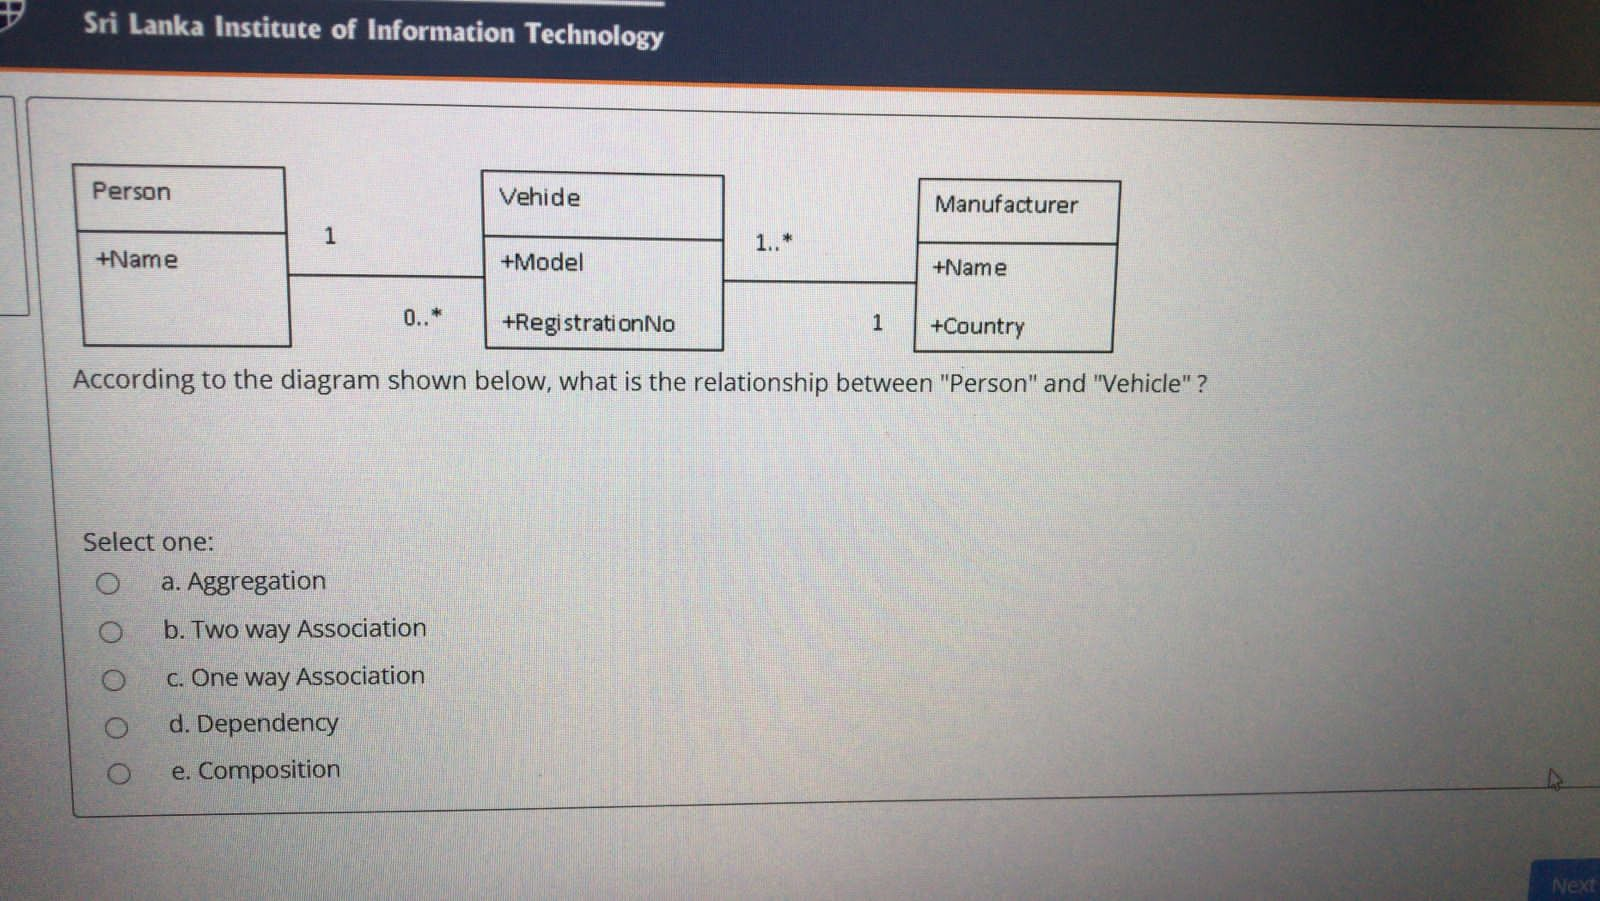 Sri Lanka Institute of Information Technology
Person
+Name
1
0..*
Vehide
+Model
+RegistrationNo
1..*
1
Manufacturer
+Name
+Country
According to the diagram shown below, what is the relationship between "Person" and "Vehicle" ?
Select one:
a. Aggregation
b. Two way Association
c. One way Association
d. Dependency
e. Composition
Next